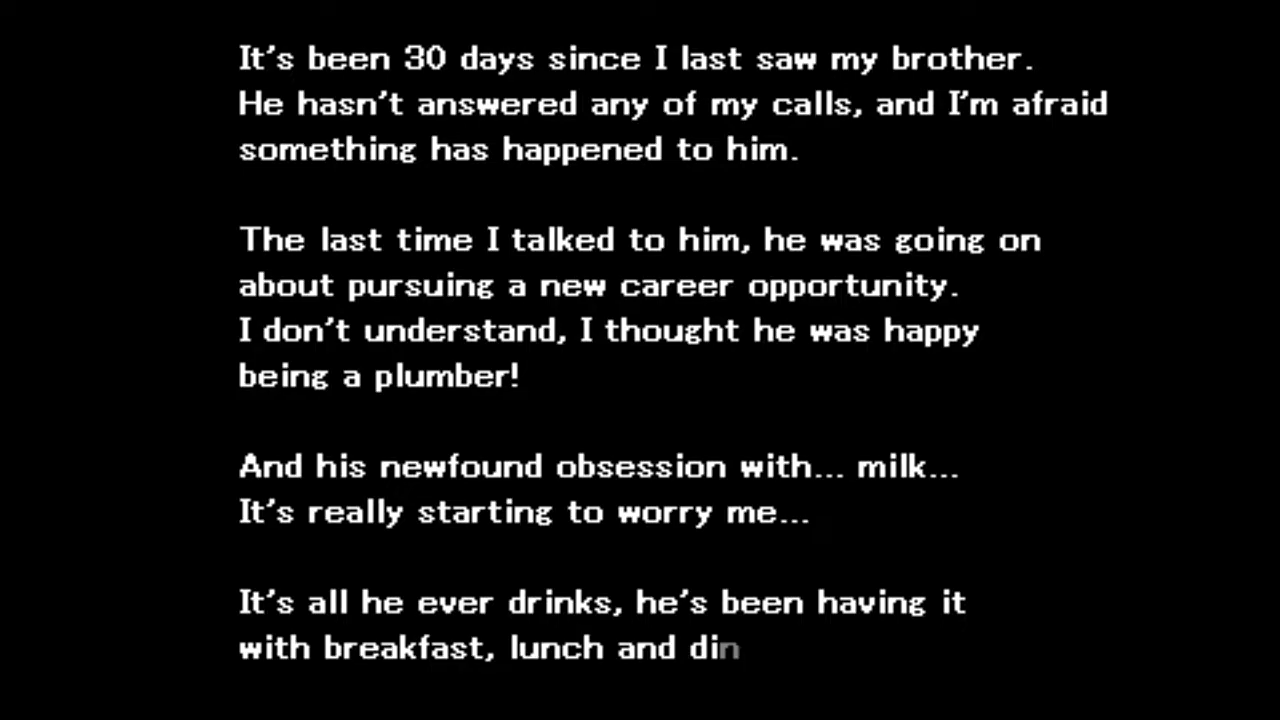 It's been 30 days since I last saw my brother.
He hasn't answered any of my calls, and I'm afraid
something has happened to him.
The last time I talked to him, he was going on
about pursuing a new career opportunity.
I don't understand, I thought he was happy
being a plumber!
And his newfound obsession with... milk...
It's really starting to worry me...
It's all he ever drinks, he's been having it
with breakfast, lunch and din